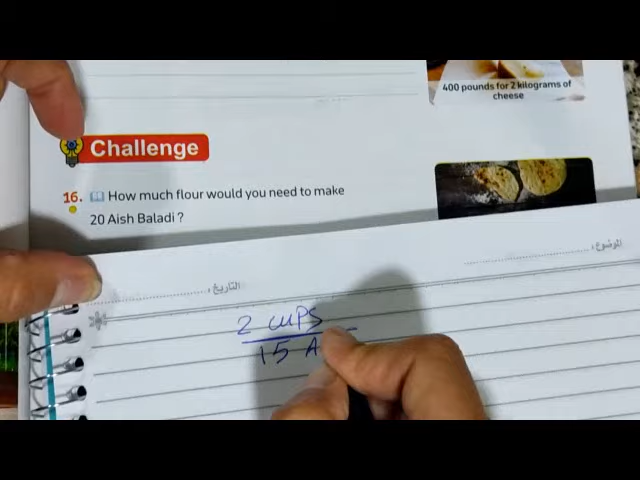 400 pounds for 2 kilograms of
cheese
Challenge
16. How much flour would you need to make
20 Aish Baladi ?
الموضوع :
التاريخ :
2 cups
15 A